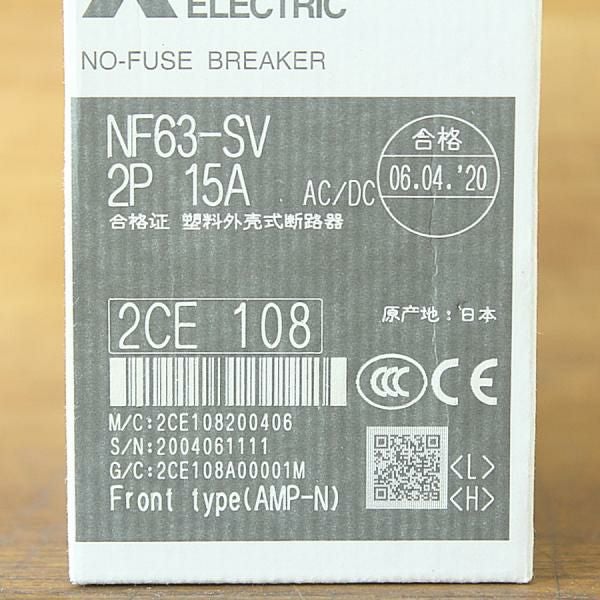 ELECTRIC
NO-FUSE BREAKER
NF63-SV
2P 15A AC/DC
合格
06.04.'20
合格证 塑料外壳式断路器
2CE 108
原产地：日本
CCC CE
M/C:2CE108200406
S/N:2004061111
G/C:2CE108A00001M
Front type(AMP-N)
<L>
<H>